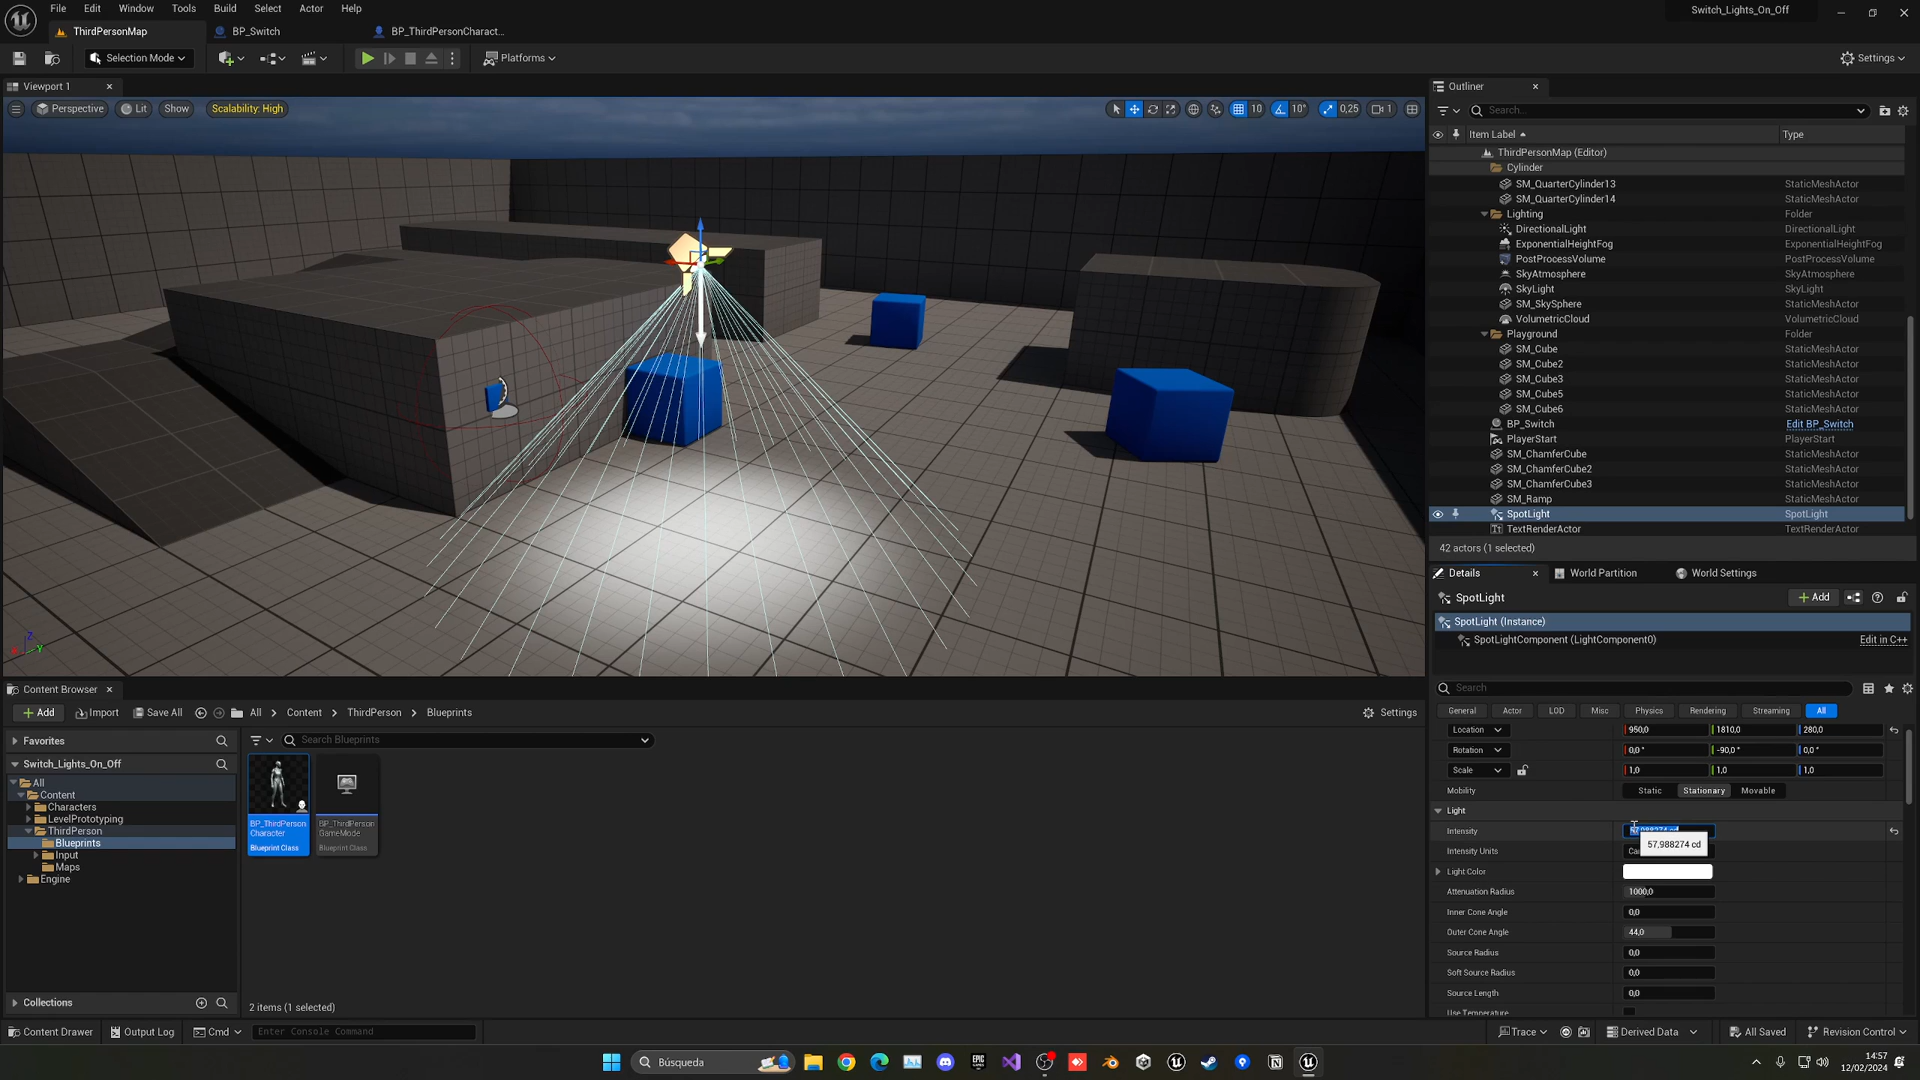 File Edit Window Tools Build Select Actor Help
Switch_Lights_On_Off
ThirdPersonMap
BP_Switch
BP_ThirdPersonCharact...
Selection Mode
Platforms
Settings
Viewport 1
Outliner
Perspective
Lit
Show
Scalability: High
10
10°
0,25
1
Search...
Item Label
Type
ThirdPersonMap (Editor)
Cylinder
SM_QuarterCylinder13 StaticMeshActor
SM_QuarterCylinder14 StaticMeshActor
Lighting Folder
DirectionalLight DirectionalLight
ExponentialHeightFog ExponentialHeightFog
PostProcessVolume PostProcessVolume
SkyAtmosphere SkyAtmosphere
SkyLight SkyLight
SM_SkySphere StaticMeshActor
VolumetricCloud VolumetricCloud
Playground Folder
SM_Cube StaticMeshActor
SM_Cube2 StaticMeshActor
SM_Cube3 StaticMeshActor
SM_Cube5 StaticMeshActor
SM_Cube6 StaticMeshActor
BP_Switch Edit BP_Switch
PlayerStart PlayerStart
SM_ChamferCube StaticMeshActor
SM_ChamferCube2 StaticMeshActor
SM_ChamferCube3 StaticMeshActor
SM_Ramp StaticMeshActor
SpotLight SpotLight
TextRenderActor TextRenderActor
42 actors (1 selected)
Details
World Partition
World Settings
SpotLight
Add
SpotLight (Instance)
SpotLightComponent (LightComponent0)
Edit in C++
Search
General Actor LOD Misc Physics Rendering Streaming All
Location 950,0 1810,0 280,0
Rotation 0,0° -90,0° 0,0°
Scale 1,0 1,0 1,0
Mobility Static Stationary Movable
Light
Intensity 57,988274 cd
57,988274 cd
Intensity Units
Light Color
Attenuation Radius 1000,0
Inner Cone Angle 0,0
Outer Cone Angle 44,0
Source Radius 0,0
Soft Source Radius 0,0
Source Length 0,0
Use Temperature
Content Browser
Add
Import
Save All
All
Content
ThirdPerson
Blueprints
Settings
Favorites
Search Blueprints
Switch_Lights_On_Off
All
Content
Characters
LevelPrototyping
ThirdPerson
Blueprints
Input
Maps
Engine
BP_ThirdPerson
Character
Blueprint Class
BP_ThirdPerson
GameMode
Blueprint Class
Collections
2 items (1 selected)
Content Drawer
Output Log
Cmd
Enter Console Command
Trace
Derived Data
All Saved
Revision Control
Búsqueda
EPIC
14:57
12/02/2024